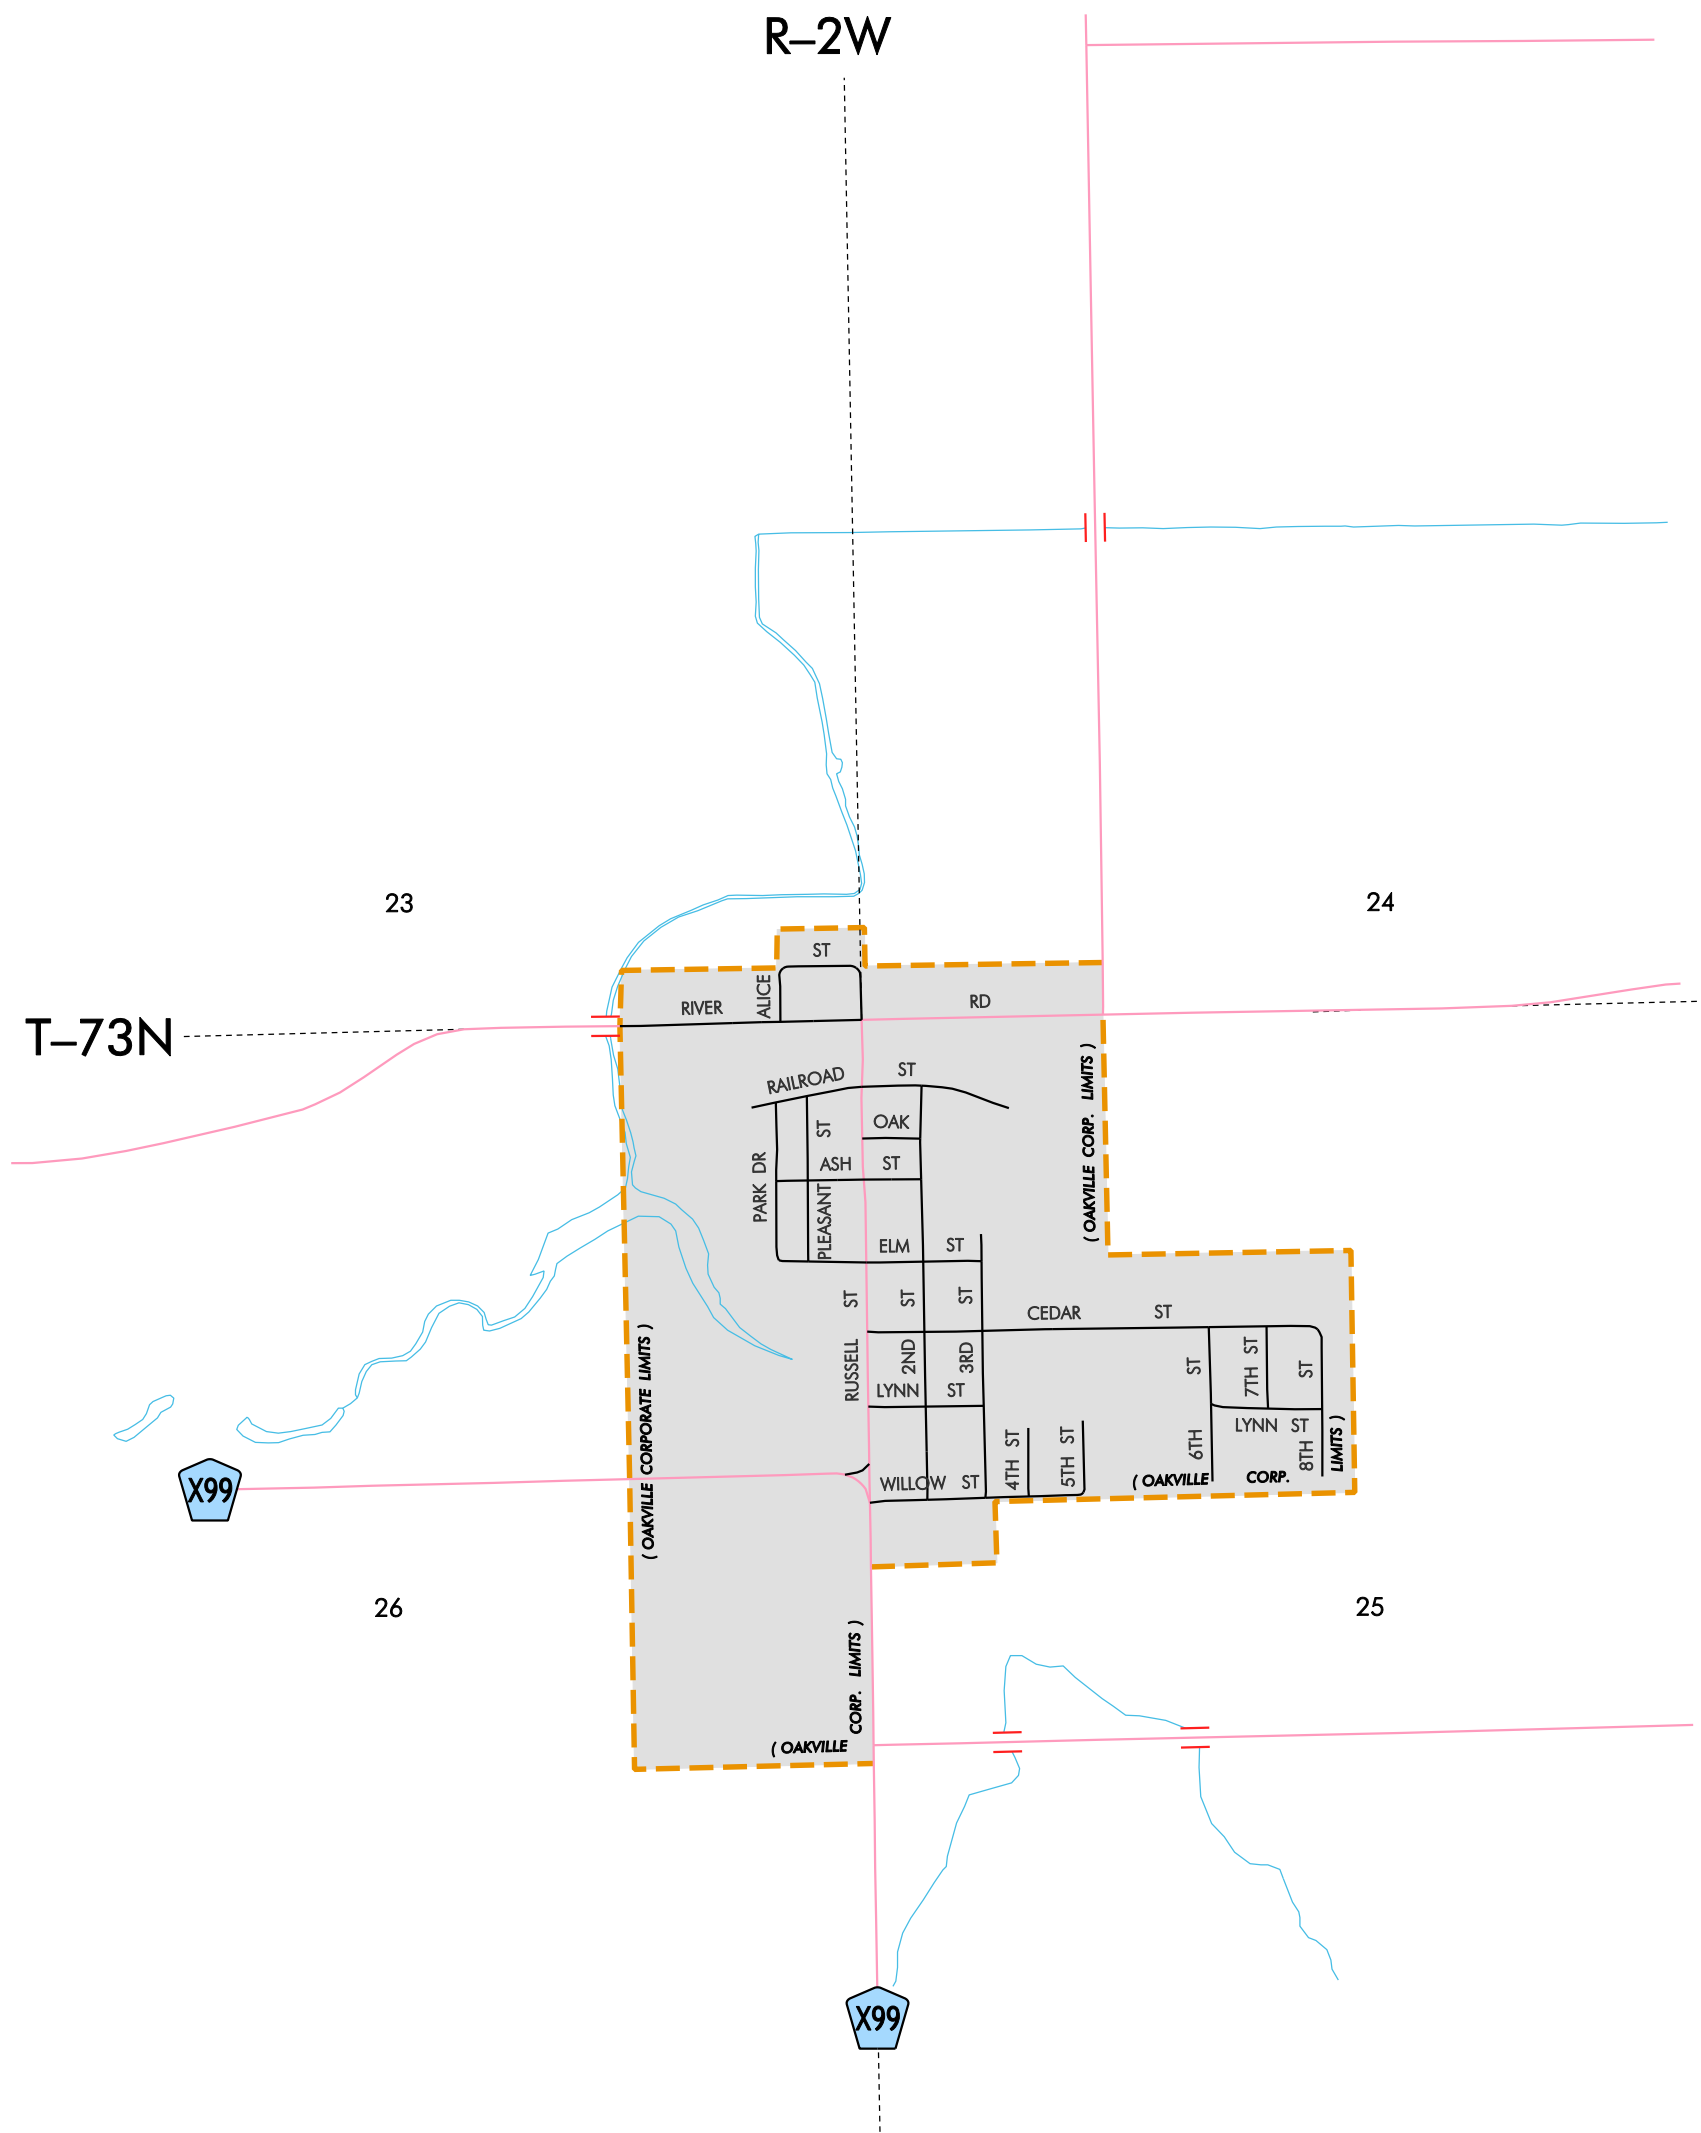 R–2W
23
24
ST
ALICE
RIVER
RD
T–73N
( OAKVILLE CORP. LIMITS )
RAILROAD
ST
OAK
ST
ASH
ST
PARK DR
PLEASANT
ELM
ST
ST
ST
ST
CEDAR
ST
RUSSELL
2ND
3RD
ST
7TH ST
ST
LYNN
ST
LYNN ST
( OAKVILLE CORPORATE LIMITS )
4TH ST
5TH ST
6TH
8TH
LIMITS )
WILLOW ST
( OAKVILLE
CORP.
X99
26
25
CORP. LIMITS )
( OAKVILLE
X99